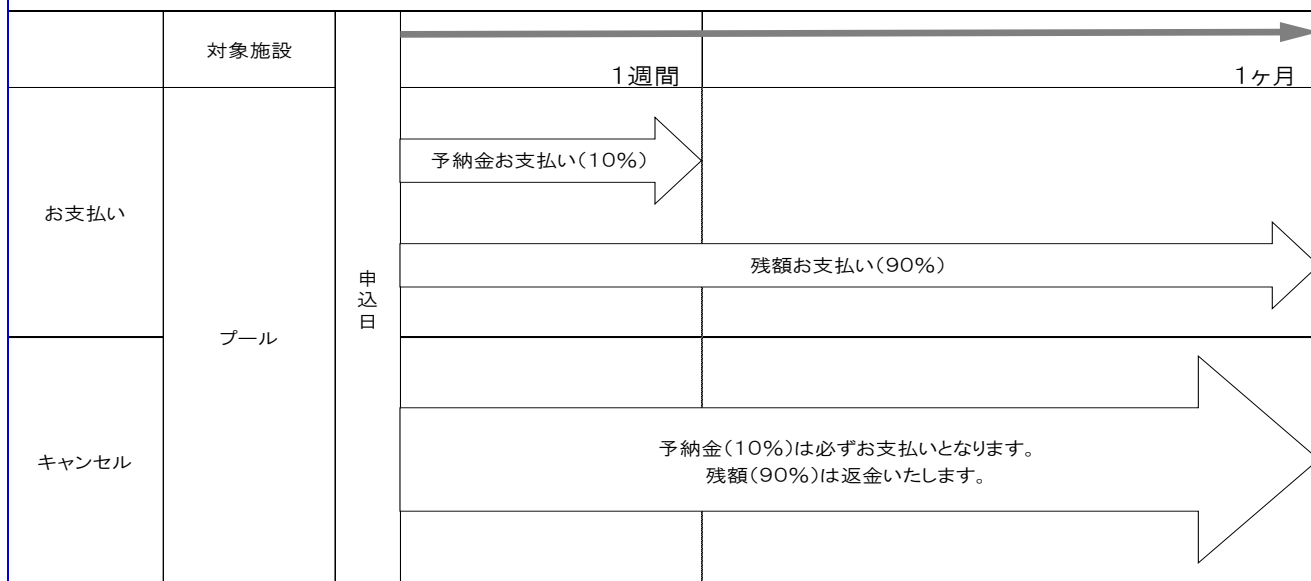 対象施設
1週間
1ヶ月
予納金お支払い(10%)
お支払い
残額お支払い(90%)
申込日
プール
予納金(10%)は必ずお支払いとなります。
残額(90%)は返金いたします。
キャンセル